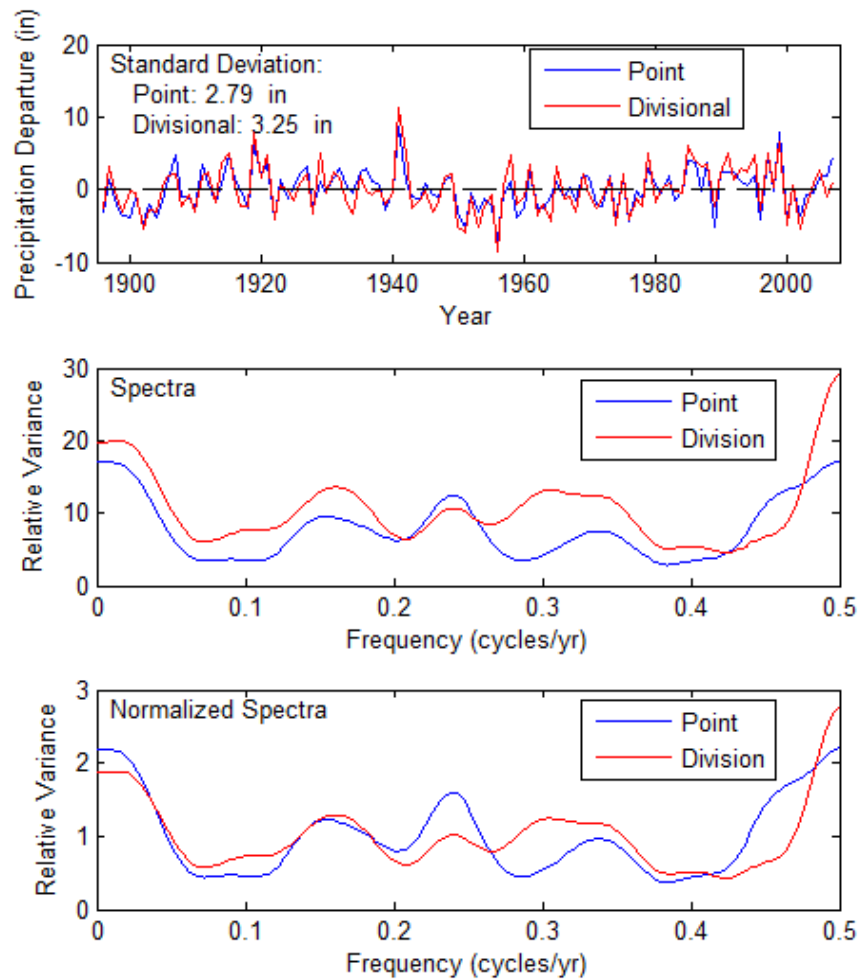 Precipitation Departure (in)
20
10
0
-10
Standard Deviation:
Point: 2.79 in
Divisional: 3.25 in
Point
Divisional
1900 1920 1940 1960 1980 2000
Year
Relative Variance
30
20
10
0
Spectra
Point
Division
0 0.1 0.2 0.3 0.4 0.5
Frequency (cycles/yr)
Relative Variance
3
2
1
0
Normalized Spectra
Point
Division
0 0.1 0.2 0.3 0.4 0.5
Frequency (cycles/yr)